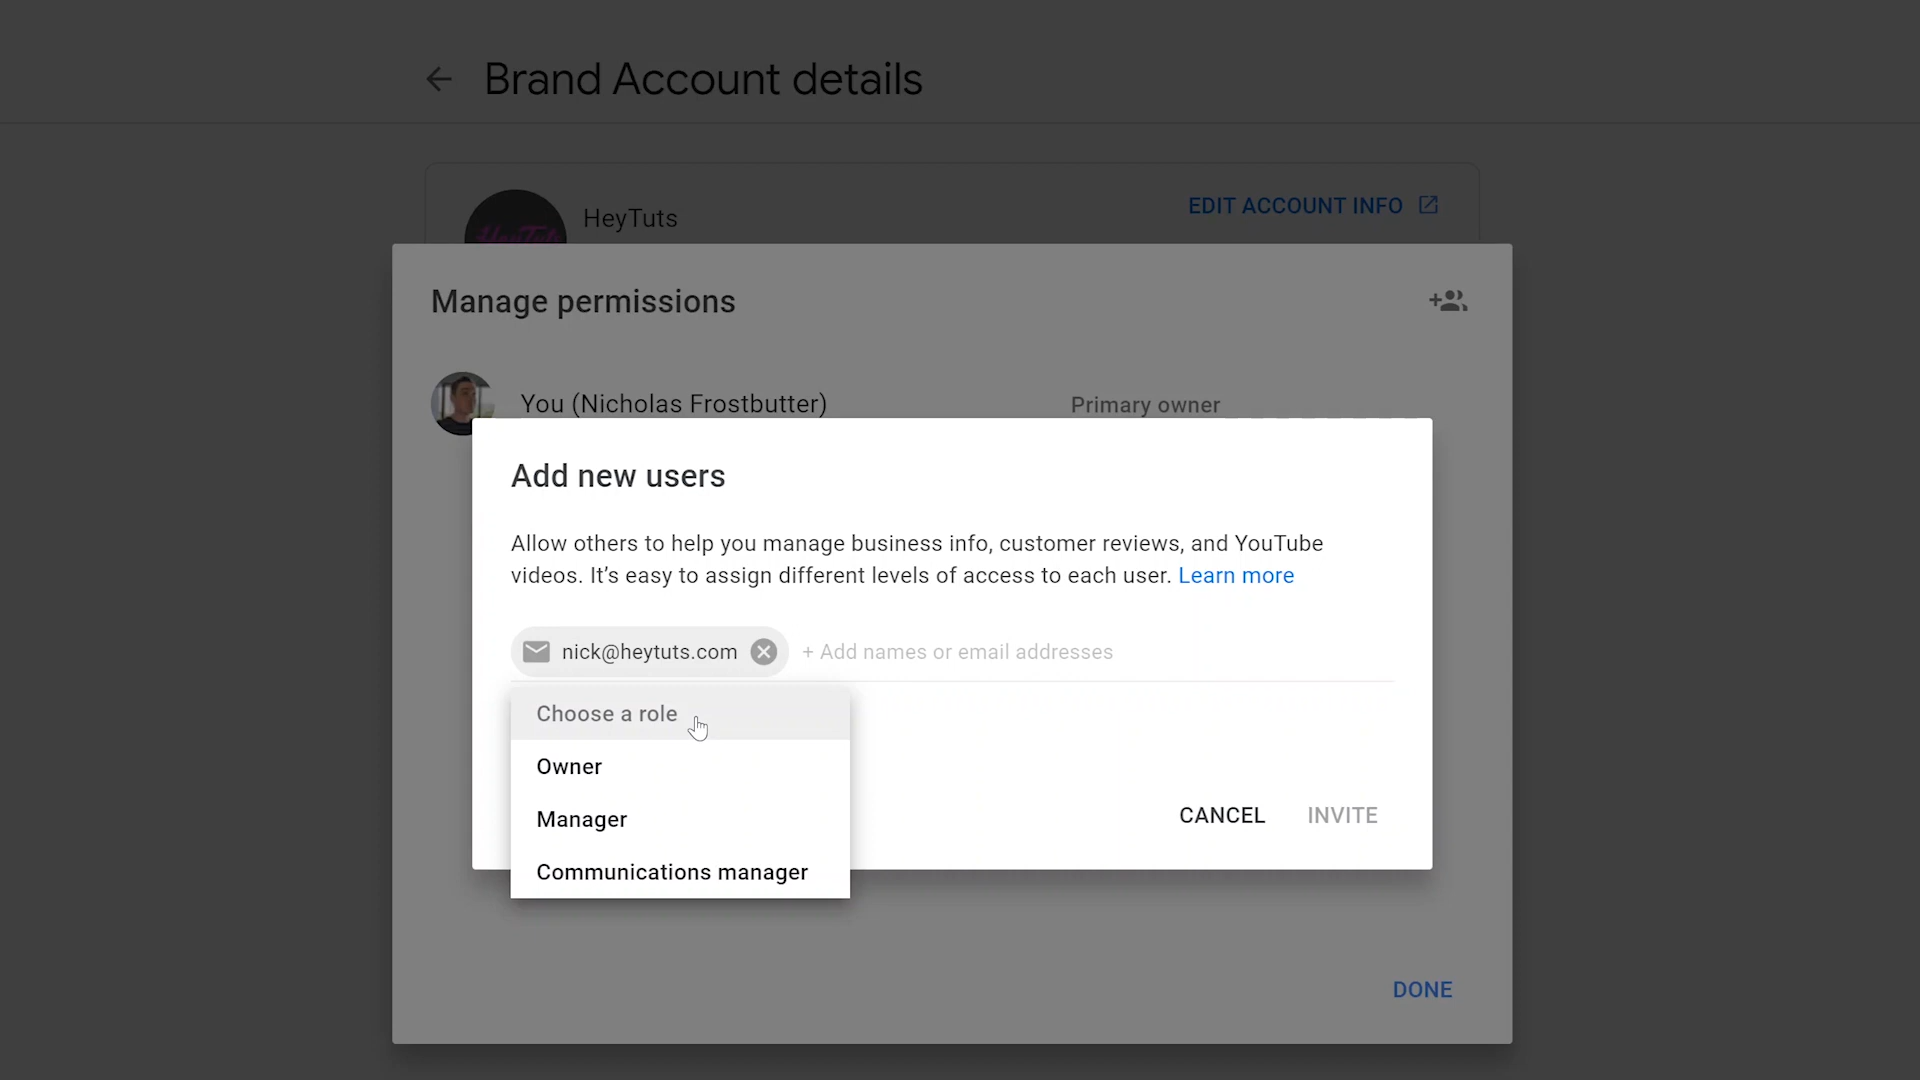 Brand Account details
HeyTuts
EDIT ACCOUNT INFO
HeyTuts
Manage permissions
You (Nicholas Frostbutter)
Primary owner
Add new users
Allow others to help you manage business info, customer reviews, and YouTube
videos. It’s easy to assign different levels of access to each user. Learn more
nick@heytuts.com
+ Add names or email addresses
Choose a role
Owner
Manager
Communications manager
CANCEL
INVITE
DONE